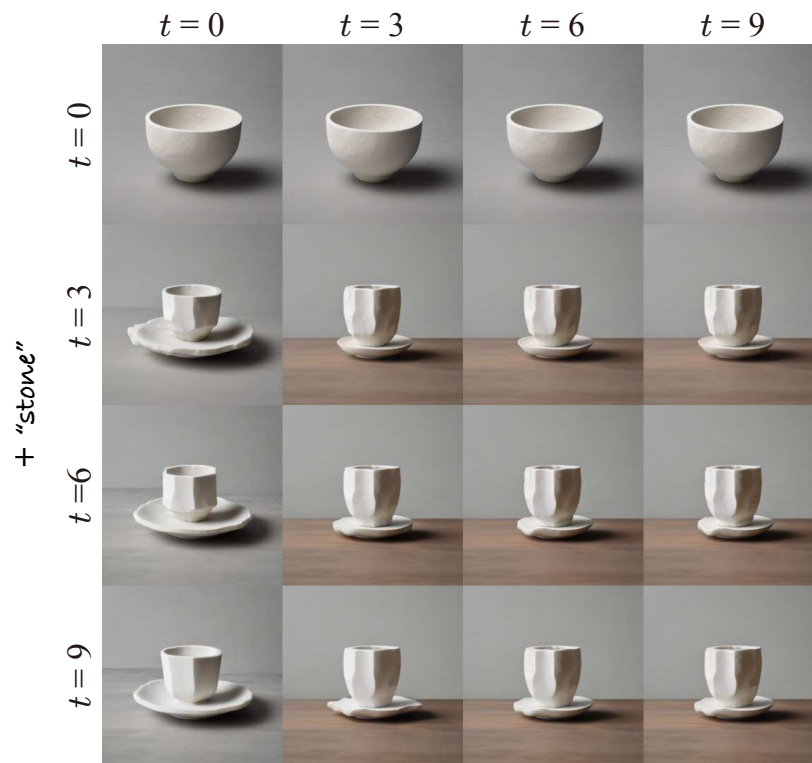 t = 0 t = 3 t = 6 t = 9
t = 0
t = 3
+ “stone”
t =6
t = 9